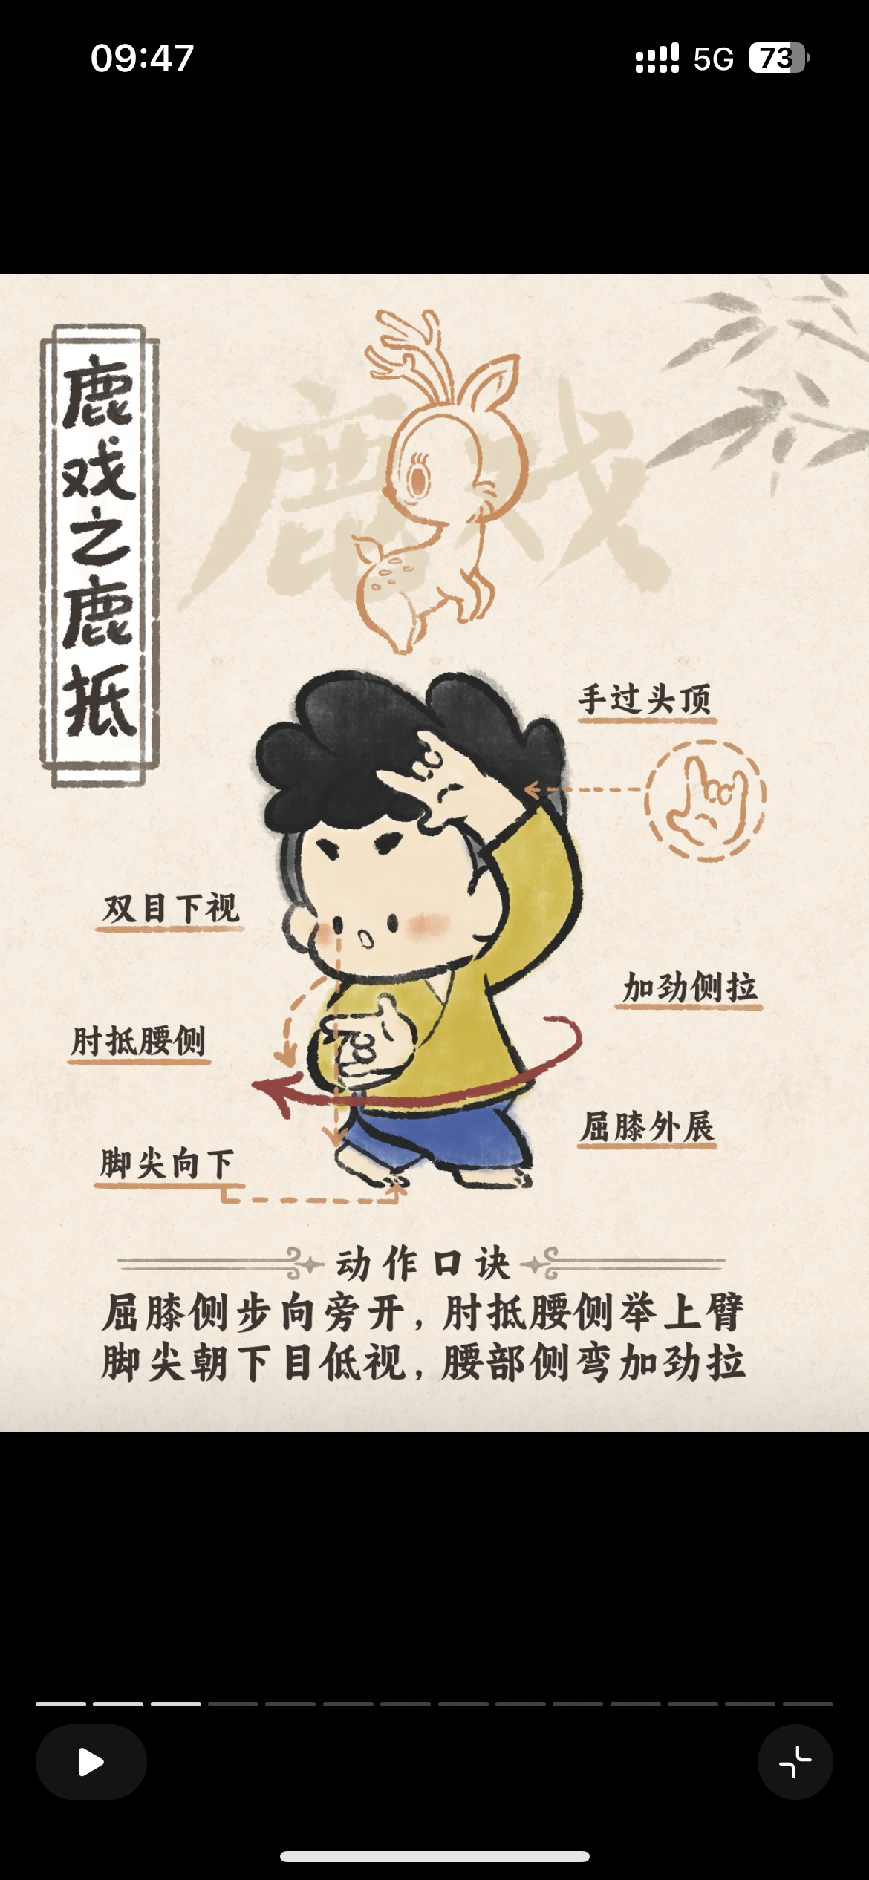 09:47
5G
73
鹿戏之鹿抵
鹿戏
手过头顶
双目下视
加劲侧拉
肘抵腰侧
屈膝外展
脚尖向下
动作口诀
屈膝侧步向旁开,肘抵腰侧举上臂
脚尖朝下目低视,腰部侧弯加劲拉